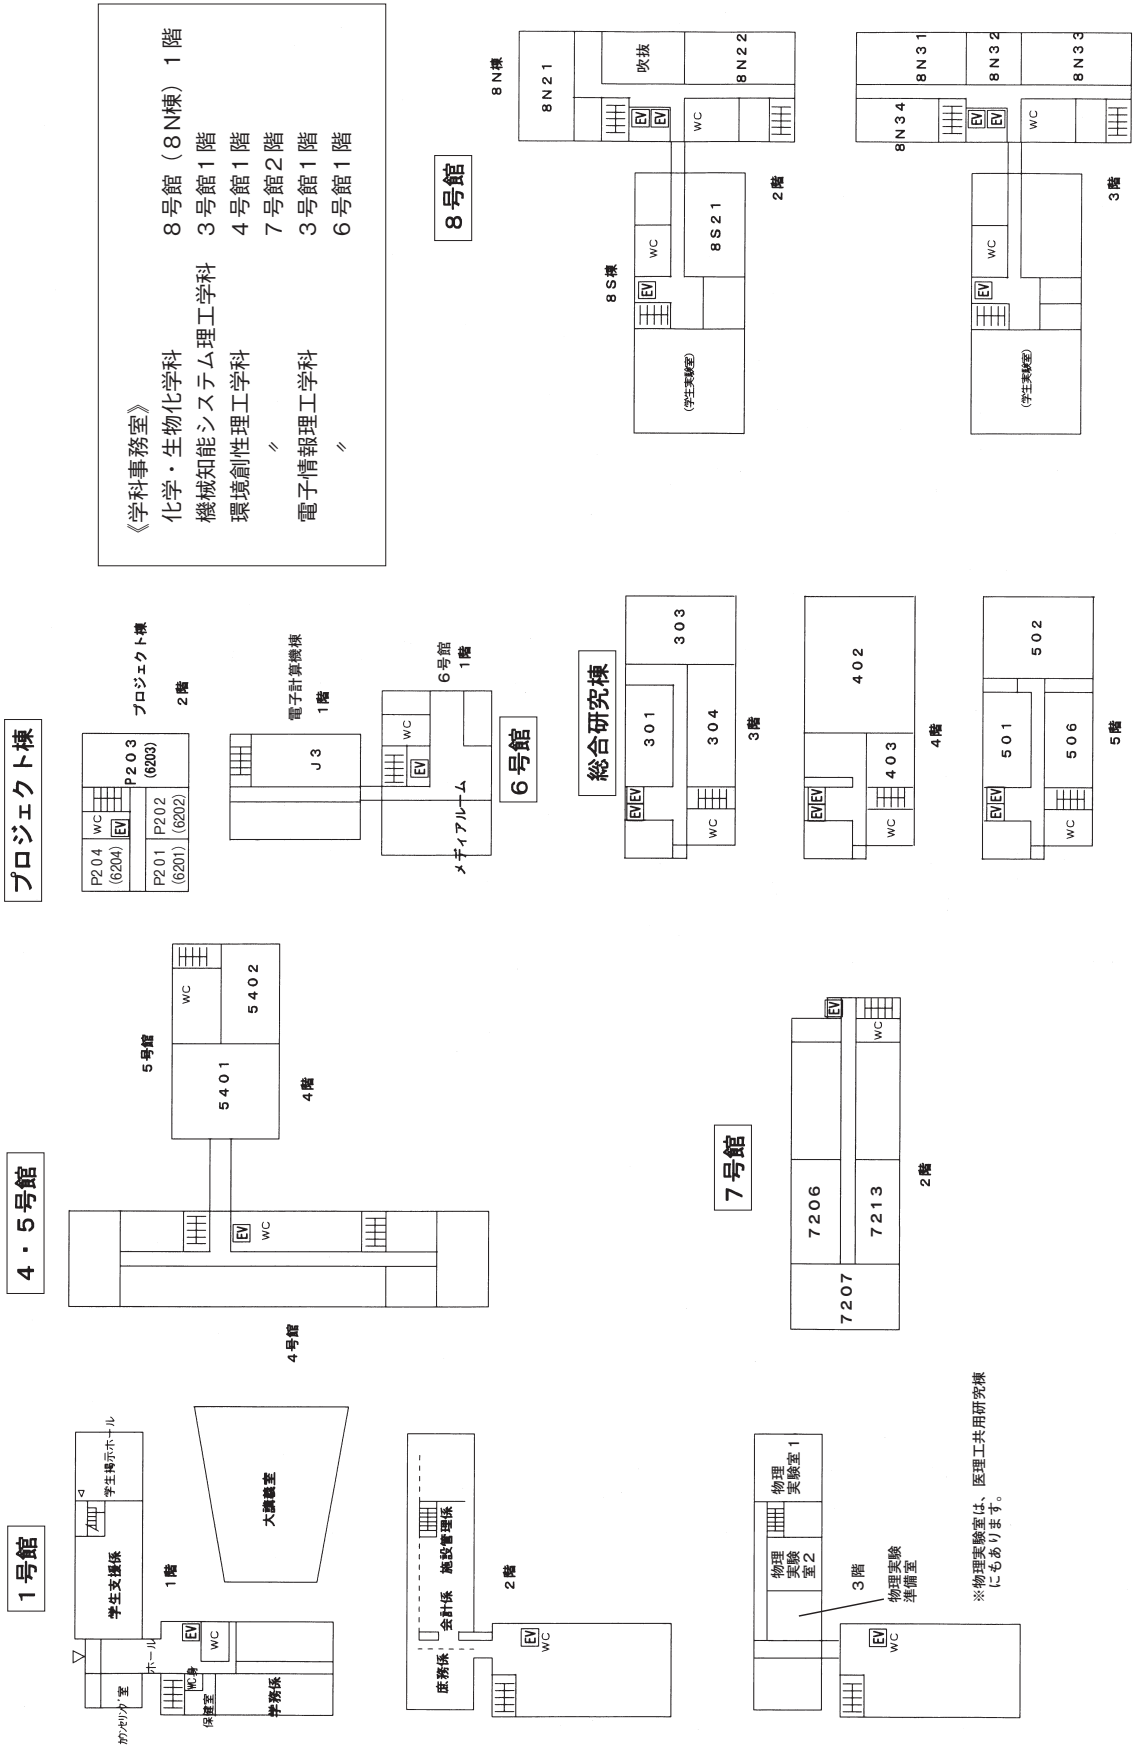 1号館
学生掲示ホール
学生支援係
1階
大講義室
ホール
EV
WC
カウンセリング室
WC身
保健室
学務係
施設管理係
会計係
2階
庶務係
EV
WC
物理
実験室1
物理
実験
室2
3階
物理実験
準備室
EV
WC
※物理実験室は、医理工共用研究棟
にもあります。
4・5号館
5号館
WC
5402
5401
4階
EV
WC
4号館
7号館
EV
WC
7206
7213
7207
2階
プロジェクト棟
プロジェクト棟
2階
P203
(6203)
WC
EV
P204
(6204)
P202
(6202)
P201
(6201)
電子計算機棟
1階
J3
6号館
1階
WC
EV
メディアルーム
6号館
総合研究棟
303
301
304
EV EV
WC
3階
402
403
EV EV
WC
4階
502
501
506
EV EV
WC
5階
《学科事務室》
化学・生物化学科 8号館(8N棟)1階
機械知能システム理工学科 3号館1階
環境創性理工学科 4号館1階
〃 7号館2階
電子情報理工学科 3号館1階
〃 6号館1階
8号館
8N棟
8N21
吹抜
8N22
EV
EV
WC
2階
8S棟
WC
8S21
EV
(学生実験室)
8N31
8N32
8N33
8N34
EV
EV
WC
3階
WC
EV
(学生実験室)